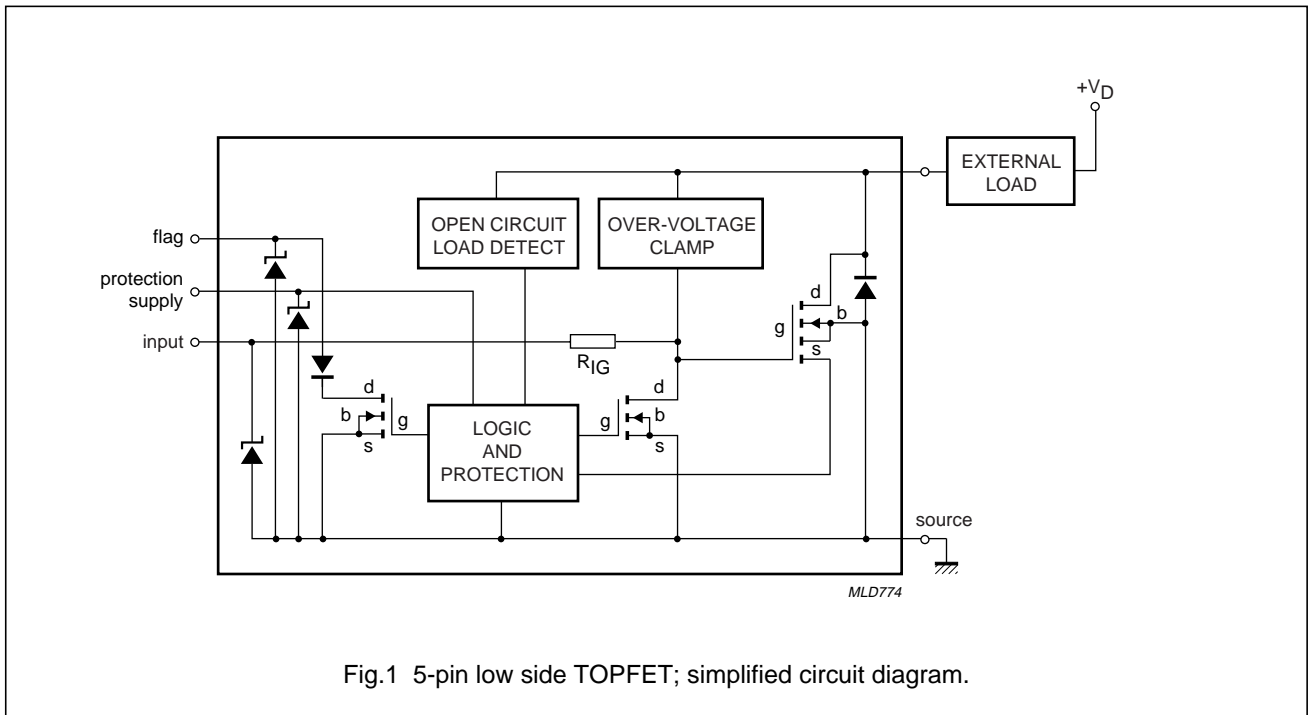 +VD
EXTERNAL
LOAD
OPEN CIRCUIT
LOAD DETECT
OVER-VOLTAGE
CLAMP
flag
protection
supply
input
RIG
d
b
g
s
LOGIC
AND
PROTECTION
d
g
b
s
d
g
b
s
source
MLD774
Fig.1 5-pin low side TOPFET; simplified circuit diagram.